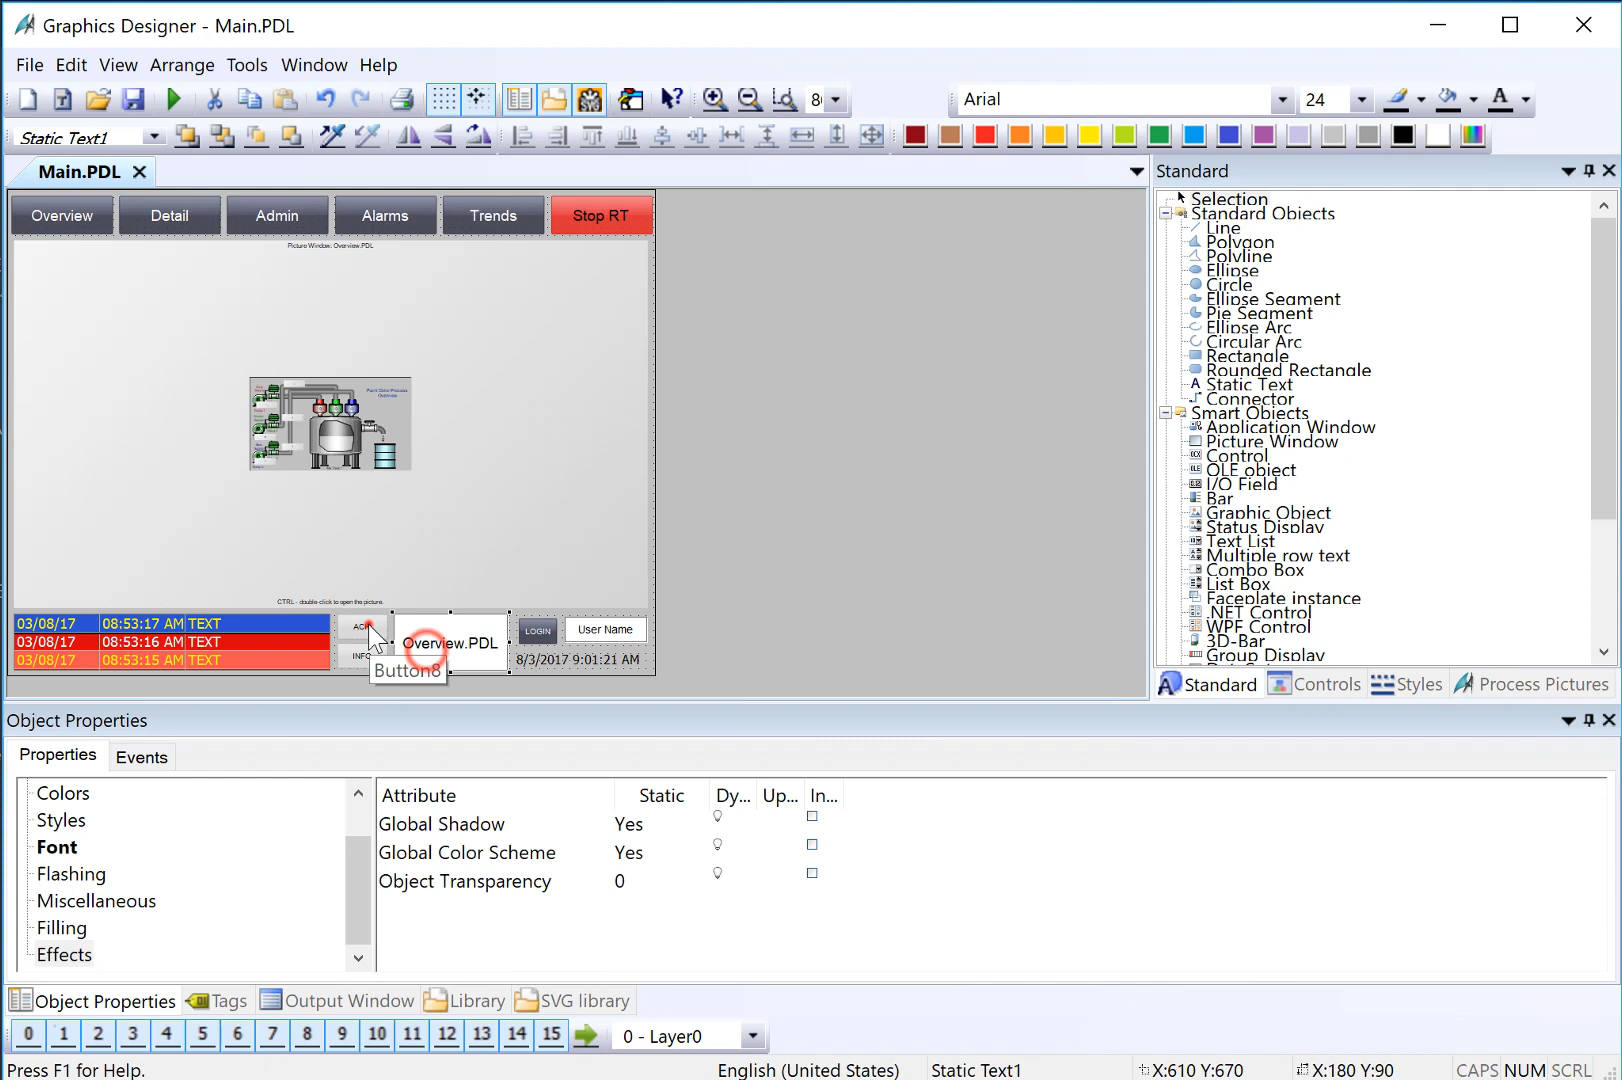 Graphics Designer - Main.PDL
File Edit View Arrange Tools Window Help
8
Arial
24
Static Text1
Main.PDL
Standard
Overview
Detail
Admin
Alarms
Trends
Stop RT
Picture Window: Overview.PDL
Paint Color Process
Overview
CTRL - double-click to open the picture.
03/08/17 08:53:17 AM TEXT
03/08/17 08:53:16 AM TEXT
03/08/17 08:53:15 AM TEXT
INFO
Overview.PDL
Button8
LOGIN
User Name
8/3/2017 9:01:21 AM
Selection
Standard Objects
Line
Polygon
Polyline
Ellipse
Circle
Ellipse Segment
Pie Segment
Ellipse Arc
Circular Arc
Rectangle
Rounded Rectangle
Static Text
Connector
Smart Objects
Application Window
Picture Window
Control
OLE object
I/O Field
Bar
Graphic Object
Status Display
Text List
Multiple row text
Combo Box
List Box
Faceplate instance
.NET Control
WPF Control
3D-Bar
Group Display
Standard
Controls
Styles
Process Pictures
Object Properties
Properties
Events
Colors
Styles
Font
Flashing
Miscellaneous
Filling
Effects
Attribute Static Dy... Up... In...
Global Shadow Yes
Global Color Scheme Yes
Object Transparency 0
Object Properties
Tags
Output Window
Library
SVG library
0 1 2 3 4 5 6 7 8 9 10 11 12 13 14 15
0 - Layer0
Press F1 for Help.
English (United States)
Static Text1
X:610 Y:670
X:180 Y:90
CAPS NUM SCRL